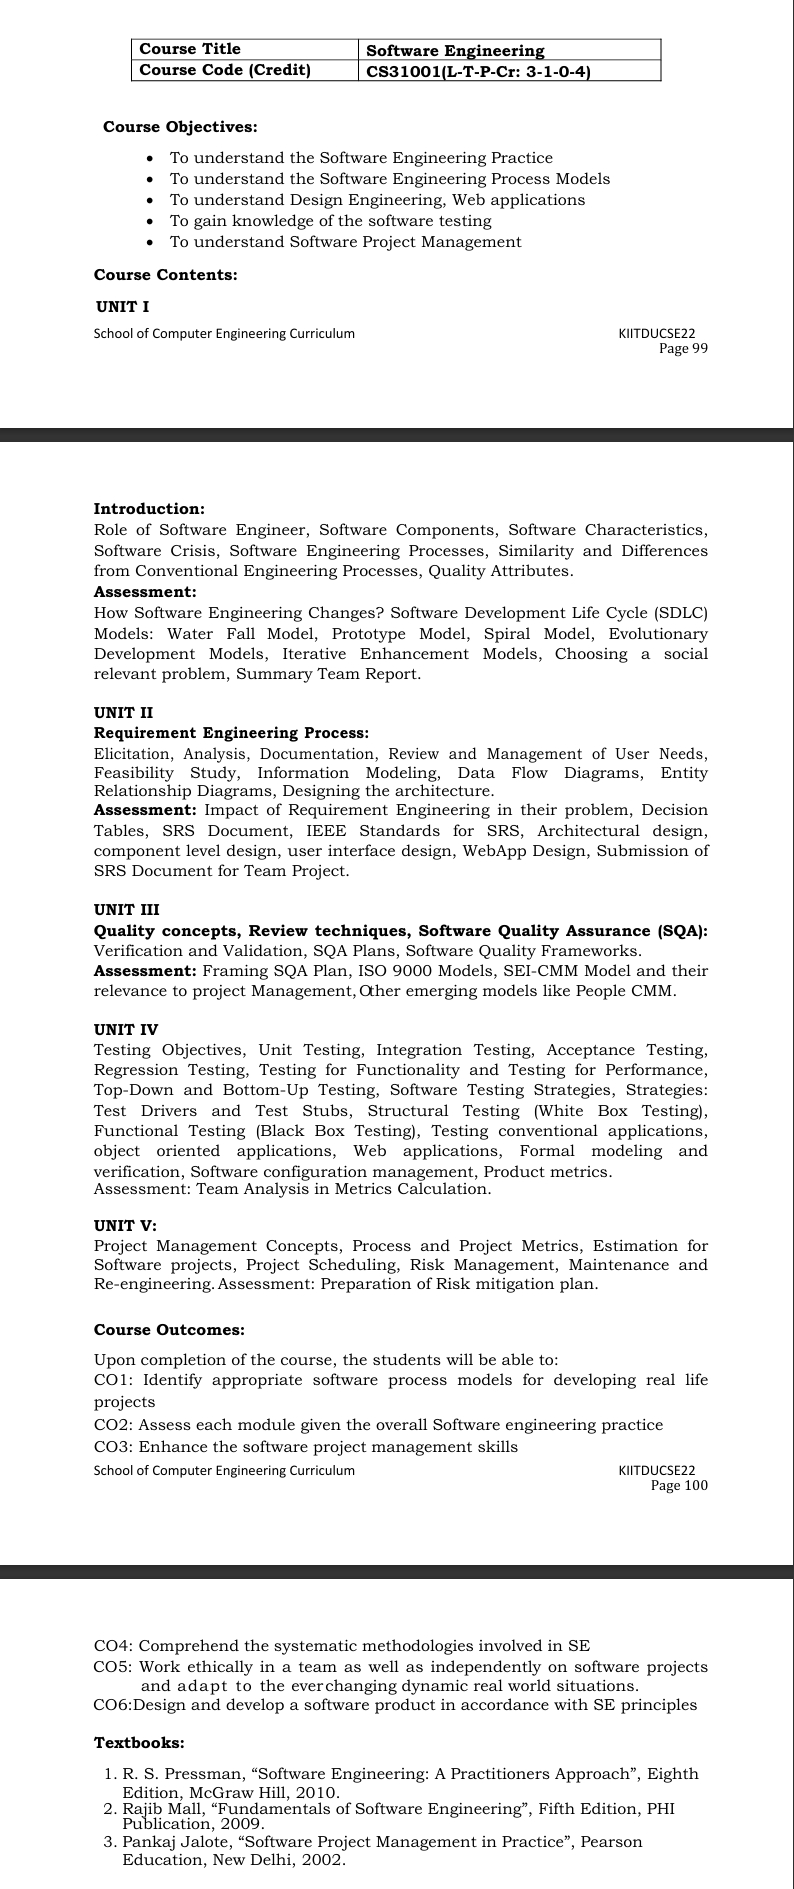 Course Title Software Engineering
Course Code (Credit) CS31001(L-T-P-Cr: 3-1-0-4)
Course Objectives:
• To understand the Software Engineering Practice
• To understand the Software Engineering Process Models
• To understand Design Engineering, Web applications
• To gain knowledge of the software testing
• To understand Software Project Management
Course Contents:
UNIT I
School of Computer Engineering Curriculum KIITDUCSE22
Page 99
Introduction:
Role of Software Engineer, Software Components, Software Characteristics,
Software Crisis, Software Engineering Processes, Similarity and Differences
from Conventional Engineering Processes, Quality Attributes.
Assessment:
How Software Engineering Changes? Software Development Life Cycle (SDLC)
Models: Water Fall Model, Prototype Model, Spiral Model, Evolutionary
Development Models, Iterative Enhancement Models, Choosing a social
relevant problem, Summary Team Report.
UNIT II
Requirement Engineering Process:
Elicitation, Analysis, Documentation, Review and Management of User Needs,
Feasibility Study, Information Modeling, Data Flow Diagrams, Entity
Relationship Diagrams, Designing the architecture.
Assessment: Impact of Requirement Engineering in their problem, Decision
Tables, SRS Document, IEEE Standards for SRS, Architectural design,
component level design, user interface design, WebApp Design, Submission of
SRS Document for Team Project.
UNIT III
Quality concepts, Review techniques, Software Quality Assurance (SQA):
Verification and Validation, SQA Plans, Software Quality Frameworks.
Assessment: Framing SQA Plan, ISO 9000 Models, SEI-CMM Model and their
relevance to project Management, Other emerging models like People CMM.
UNIT IV
Testing Objectives, Unit Testing, Integration Testing, Acceptance Testing,
Regression Testing, Testing for Functionality and Testing for Performance,
Top-Down and Bottom-Up Testing, Software Testing Strategies, Strategies:
Test Drivers and Test Stubs, Structural Testing (White Box Testing),
Functional Testing (Black Box Testing), Testing conventional applications,
object oriented applications, Web applications, Formal modeling and
verification, Software configuration management, Product metrics.
Assessment: Team Analysis in Metrics Calculation.
UNIT V:
Project Management Concepts, Process and Project Metrics, Estimation for
Software projects, Project Scheduling, Risk Management, Maintenance and
Re-engineering. Assessment: Preparation of Risk mitigation plan.
Course Outcomes:
Upon completion of the course, the students will be able to:
CO1: Identify appropriate software process models for developing real life
projects
CO2: Assess each module given the overall Software engineering practice
CO3: Enhance the software project management skills
School of Computer Engineering Curriculum KIITDUCSE22
Page 100
CO4: Comprehend the systematic methodologies involved in SE
CO5: Work ethically in a team as well as independently on software projects
and adapt to the ever changing dynamic real world situations.
CO6:Design and develop a software product in accordance with SE principles
Textbooks:
1. R. S. Pressman, “Software Engineering: A Practitioners Approach”, Eighth
Edition, McGraw Hill, 2010.
2. Rajib Mall, “Fundamentals of Software Engineering”, Fifth Edition, PHI
Publication, 2009.
3. Pankaj Jalote, “Software Project Management in Practice”, Pearson
Education, New Delhi, 2002.